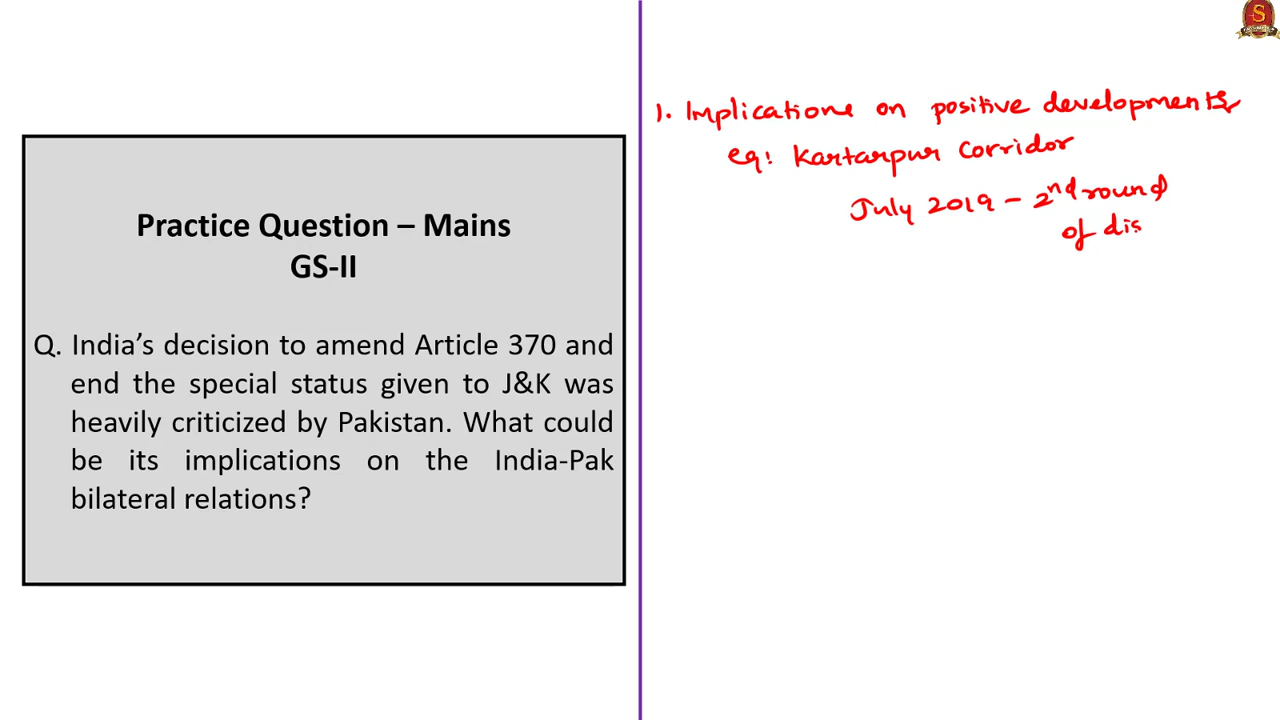 Practice Question – Mains
GS-II
Q. India’s decision to amend Article 370 and
end the special status given to J&K was
heavily criticized by Pakistan. What could
be its implications on the India-Pak
bilateral relations?
1. Implications on positive developments
eg: Kartarpur Corridor
July 2019 - 2nd round
of dis